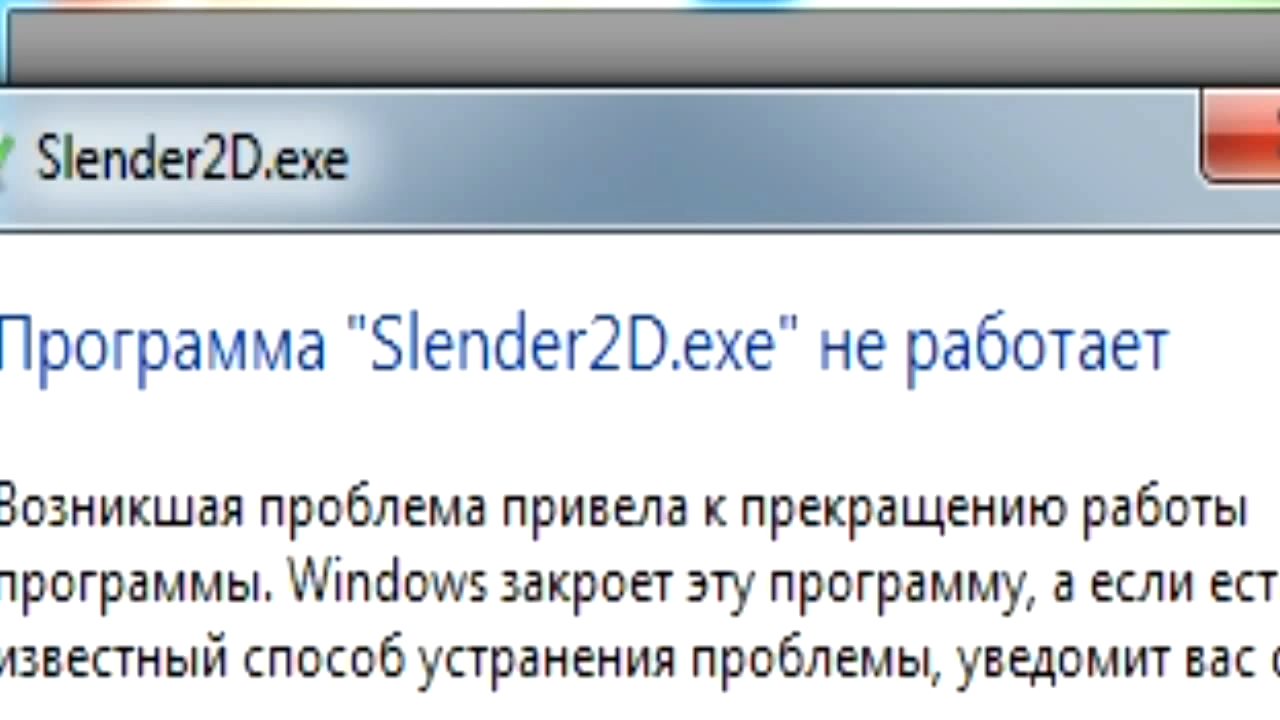 Slender2D.exe
Программа "Slender2D.exe" не работает
Возникшая проблема привела к прекращению работы
программы. Windows закроет эту программу, а если ест
известный способ устранения проблемы, уведомит вас